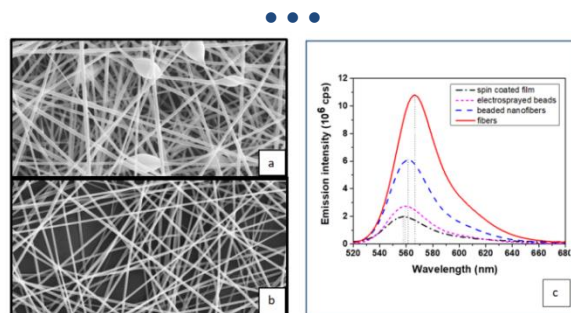 a
b
12
10
8
6
4
2
0
Emission intensity (10⁶ cps)
spin coated film
electrosprayed beads
beaded nanofibers
fibers
520 540 560 580 600 620 640 660 680
Wavelength (nm)
c